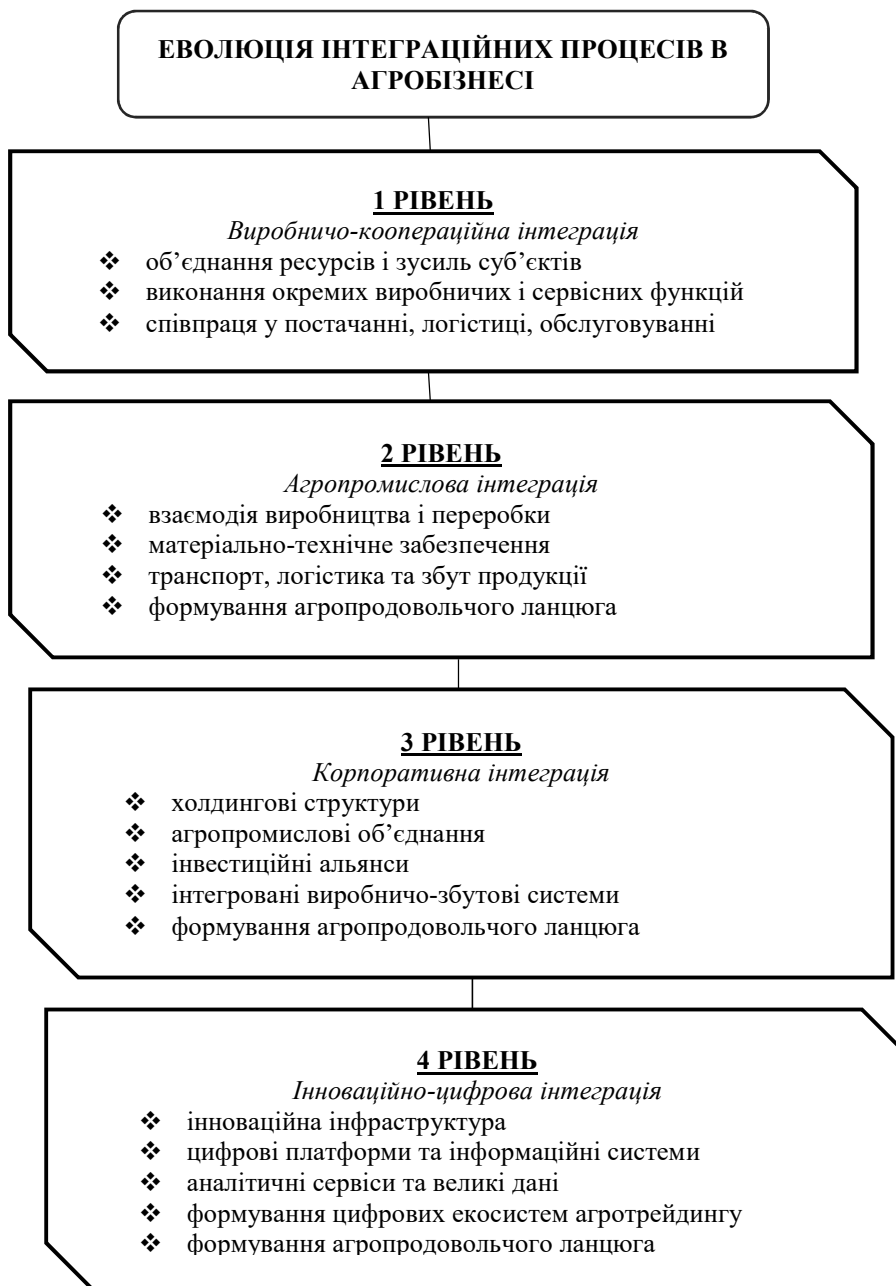 ЕВОЛЮЦІЯ ІНТЕГРАЦІЙНИХ ПРОЦЕСІВ В
АГРОБІЗНЕСІ
1 РІВЕНЬ
Виробничо-коопераційна інтеграція
❖ об’єднання ресурсів і зусиль суб’єктів
❖ виконання окремих виробничих і сервісних функцій
❖ співпраця у постачанні, логістиці, обслуговуванні
2 РІВЕНЬ
Агропромислова інтеграція
❖ взаємодія виробництва і переробки
❖ матеріально-технічне забезпечення
❖ транспорт, логістика та збут продукції
❖ формування агропродовольчого ланцюга
3 РІВЕНЬ
Корпоративна інтеграція
❖ холдингові структури
❖ агропромислові об’єднання
❖ інвестиційні альянси
❖ інтегровані виробничо-збутові системи
❖ формування агропродовольчого ланцюга
4 РІВЕНЬ
Інноваційно-цифрова інтеграція
❖ інноваційна інфраструктура
❖ цифрові платформи та інформаційні системи
❖ аналітичні сервіси та великі дані
❖ формування цифрових екосистем агротрейдингу
❖ формування агропродовольчого ланцюга